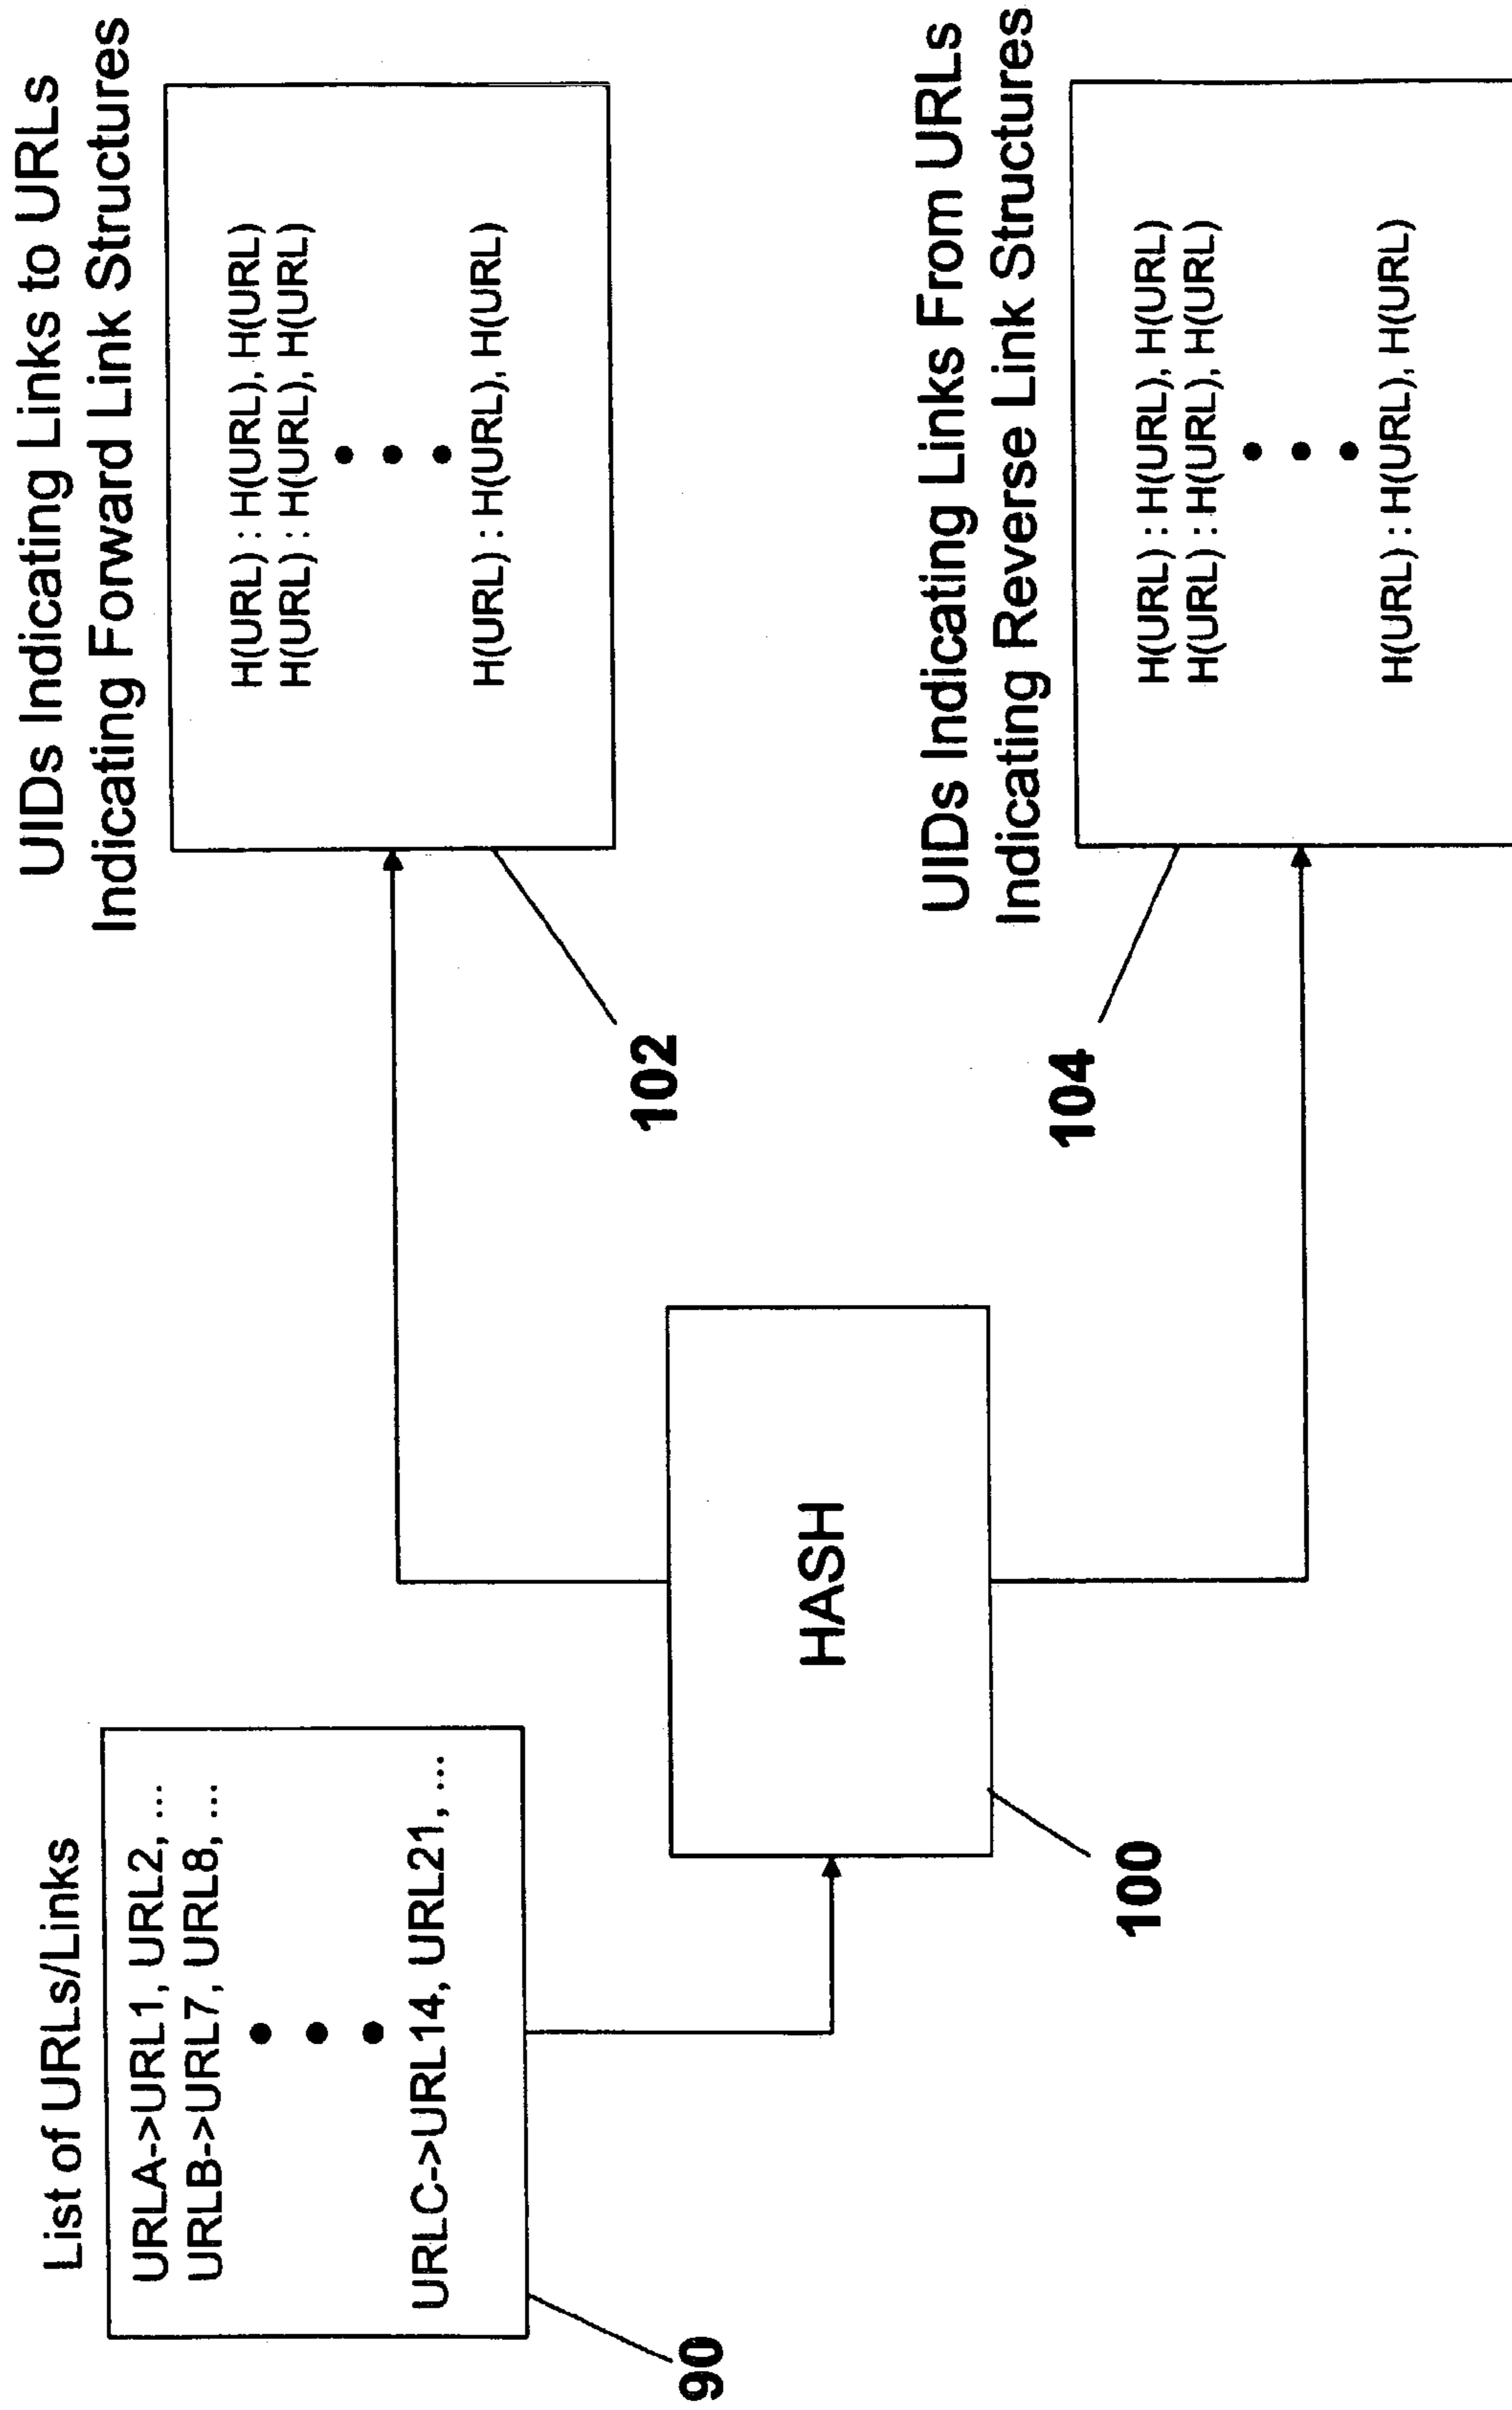 List of URLs/Links
URLA->URL1, URL2, ...
URLB->URL7, URL8, ...
URLC->URL14, URL21, ...
90
HASH
100
UIDs Indicating Links to URLs
Indicating Forward Link Structures
H(URL) : H(URL), H(URL)
H(URL) : H(URL), H(URL)
H(URL) : H(URL), H(URL)
102
UIDs Indicating Links From URLs
Indicating Reverse Link Structures
H(URL) : H(URL), H(URL)
H(URL) : H(URL), H(URL)
H(URL) : H(URL), H(URL)
104